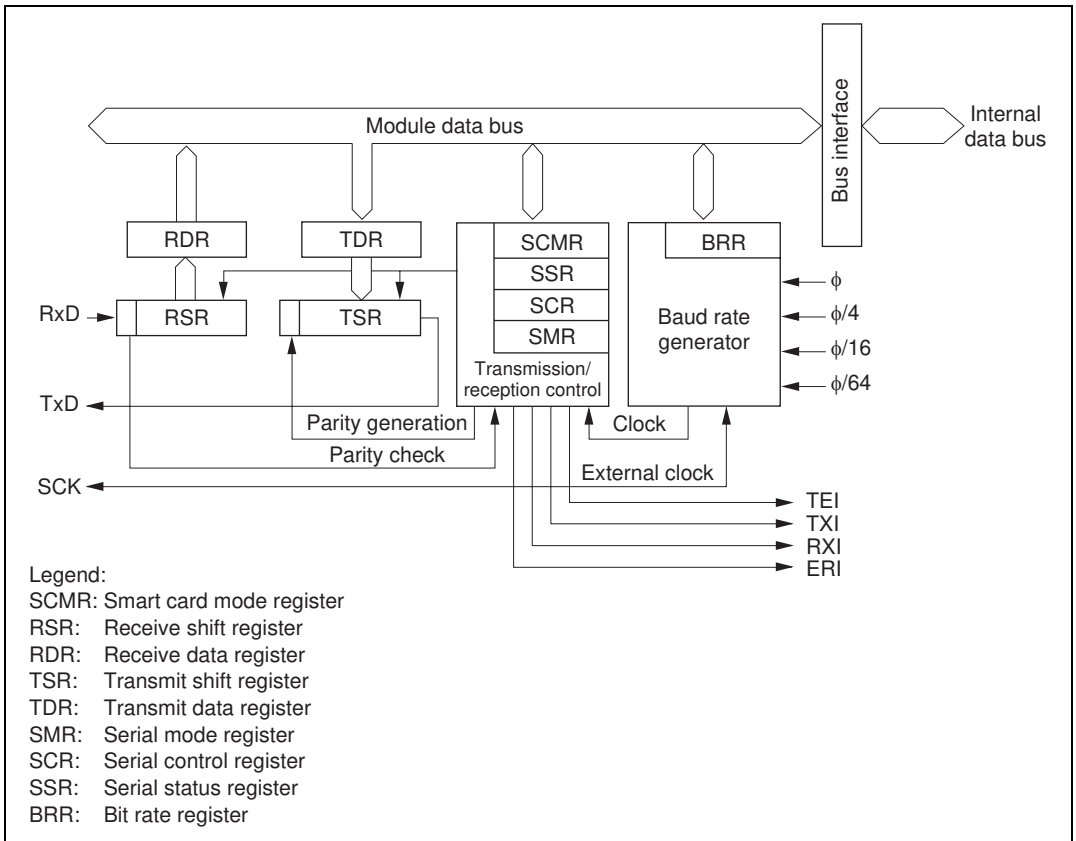 Module data bus
Bus interface
Internal
data bus
RDR
TDR
SCMR
BRR
SSR
φ
RxD
RSR
TSR
SCR
Baud rate
generator
φ/4
SMR
φ/16
Transmission/
reception control
φ/64
TxD
Parity generation
Clock
Parity check
External clock
SCK
TEI
TXI
RXI
ERI
Legend:
SCMR: Smart card mode register
RSR: Receive shift register
RDR: Receive data register
TSR: Transmit shift register
TDR: Transmit data register
SMR: Serial mode register
SCR: Serial control register
SSR: Serial status register
BRR: Bit rate register